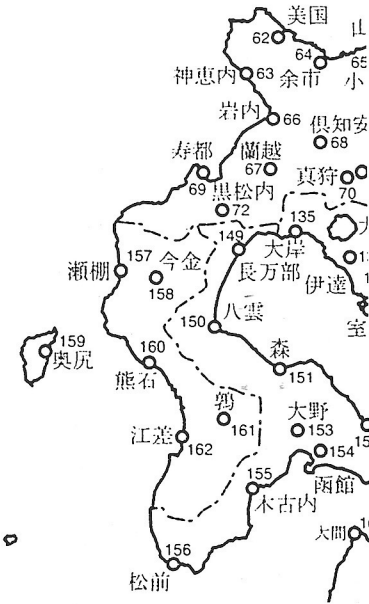 美国
62
山
64
65
神恵内
63
余市
小
岩内
66
倶知安
68
寿都
蘭越
67
69
真狩
70
黒松内
72
149
135
大岸
157
今金
長万部
瀬棚
158
伊達
八雲
室
150
159
奥尻
160
森
熊石
151
鶉
大野
161
153
江差
162
154
155
函館
木古内
大間
156
松前